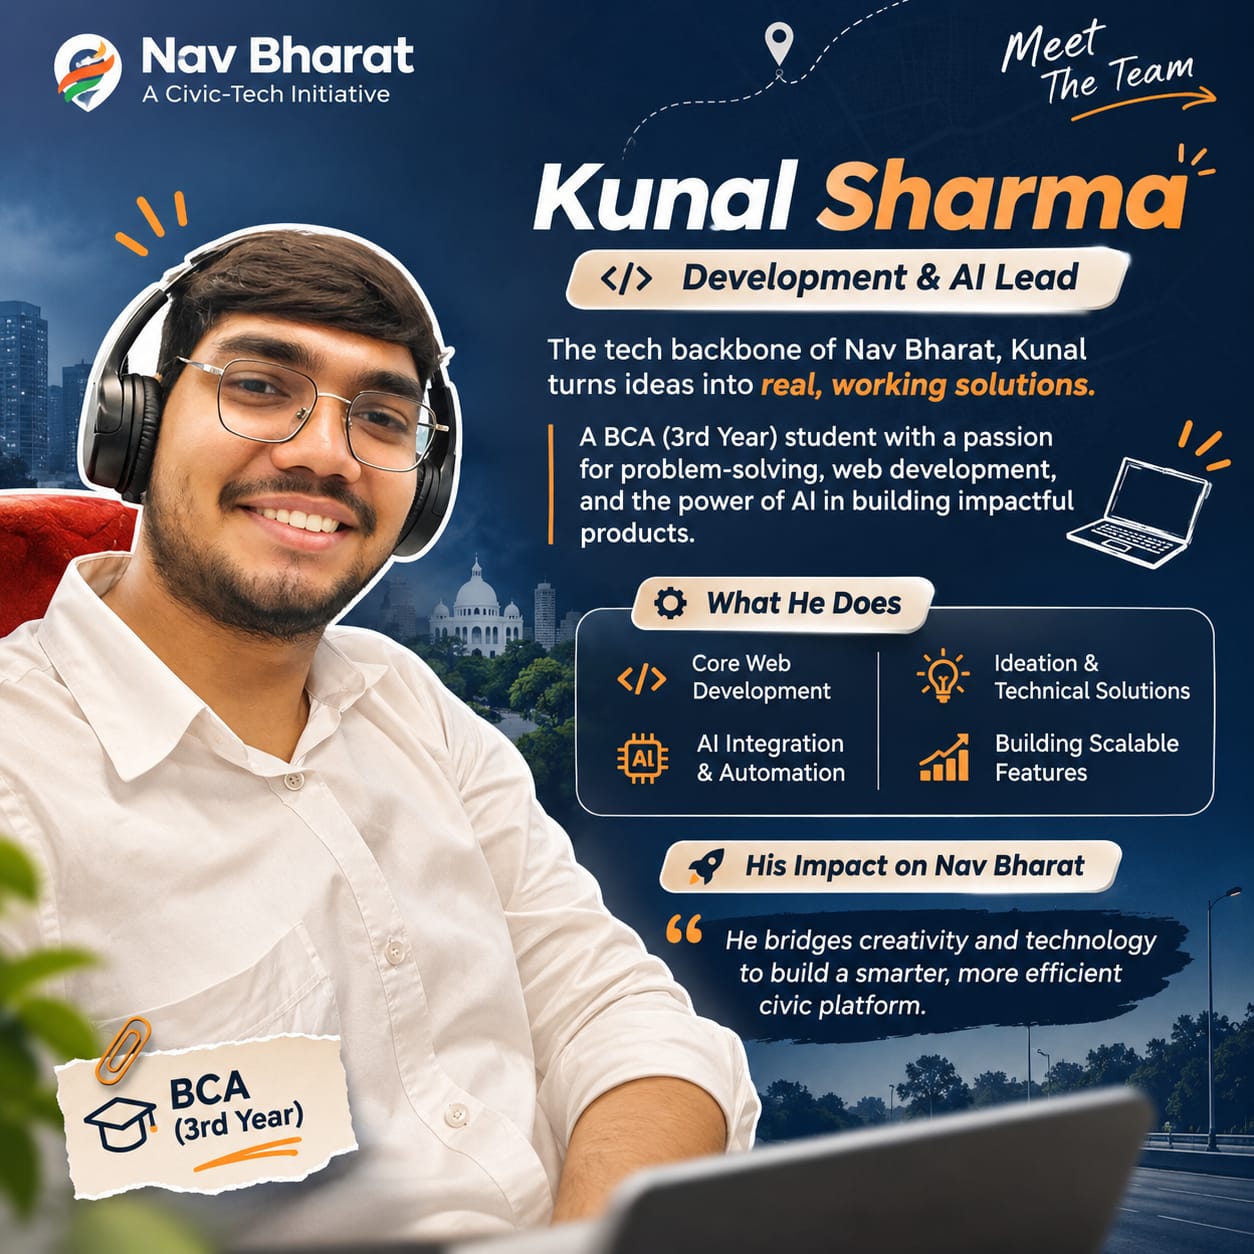 Nav Bharat
A Civic-Tech Initiative
Meet
The Team
Kunal Sharma
</> Development & AI Lead
The tech backbone of Nav Bharat, Kunal
turns ideas into real, working solutions.
A BCA (3rd Year) student with a passion
for problem-solving, web development,
and the power of AI in building impactful
products.
What He Does
</> Core Web
Development
AI
AI Integration
& Automation
Ideation &
Technical Solutions
Building Scalable
Features
His Impact on Nav Bharat
“ He bridges creativity and technology
to build a smarter, more efficient
civic platform.
BCA
(3rd Year)